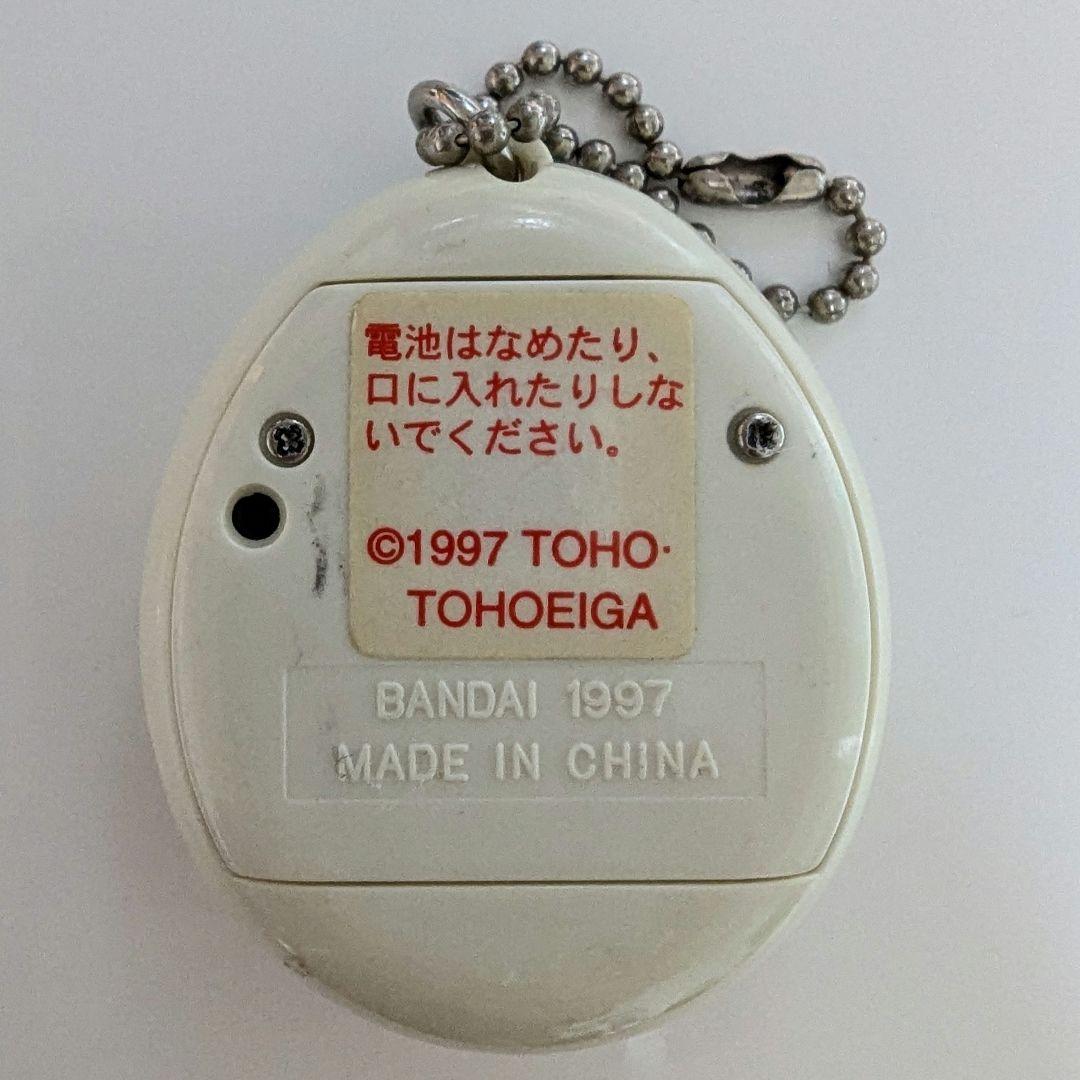 電池はなめたり、
口に入れたりしな
いでください。
©1997 TOHO·
TOHOEIGA
BANDAI 1997
MADE IN CHINA